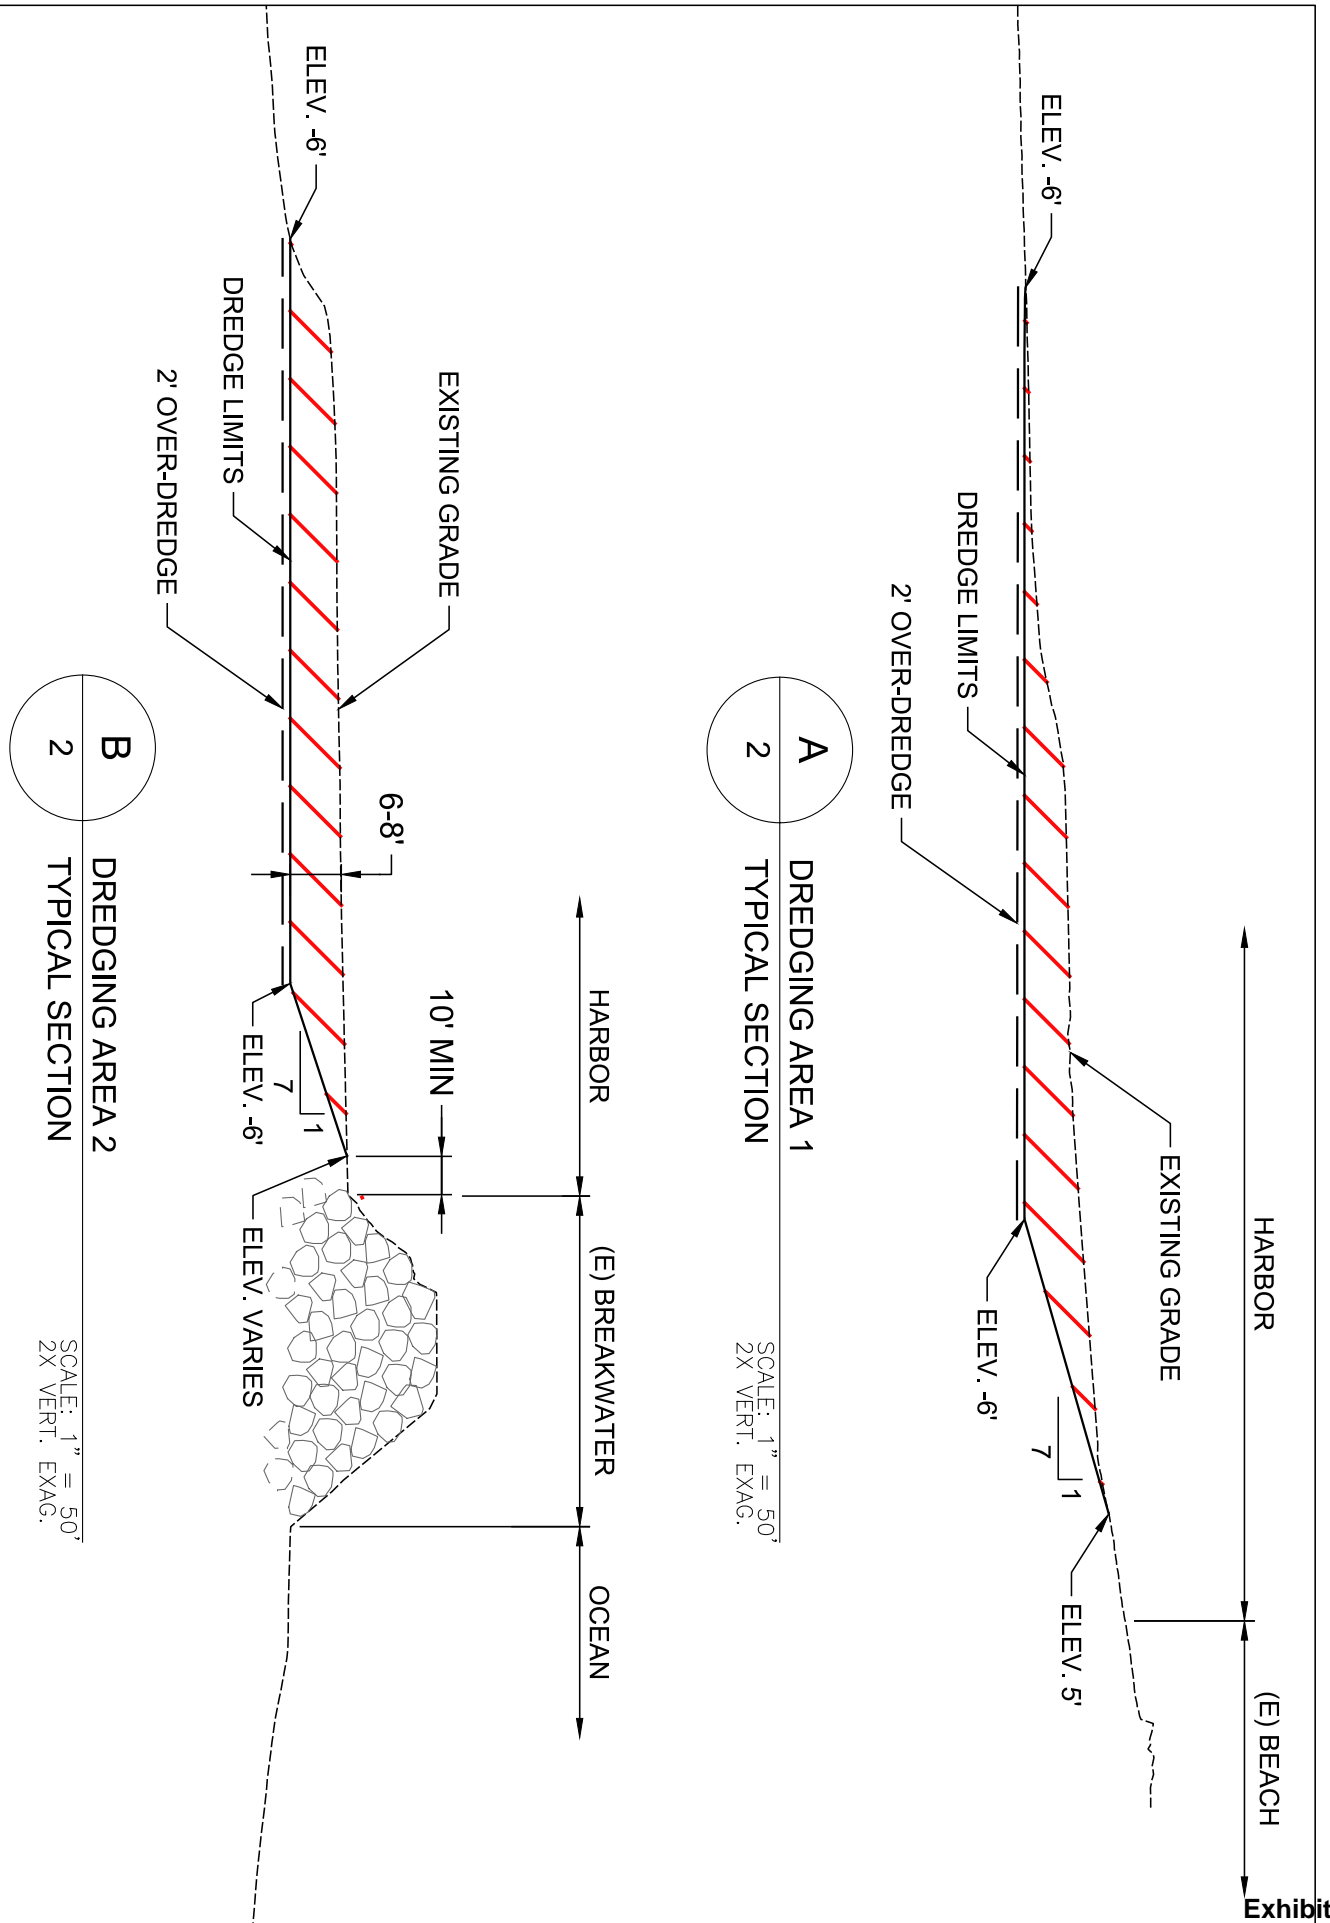 HARBOR
(E) BEACH
ELEV. -6'
EXISTING GRADE
ELEV. 5'
7
1
DREDGE LIMITS
ELEV. -6'
2' OVER-DREDGE
A
2
DREDGING AREA 1
TYPICAL SECTION
SCALE: 1" = 50'
2X VERT. EXAG.
HARBOR
(E) BREAKWATER
OCEAN
10' MIN
EXISTING GRADE
6-8'
ELEV. -6'
7
1
DREDGE LIMITS
ELEV. -6'
ELEV. VARIES
2' OVER-DREDGE
B
2
DREDGING AREA 2
TYPICAL SECTION
SCALE: 1" = 50'
2X VERT. EXAG.
Exhibit